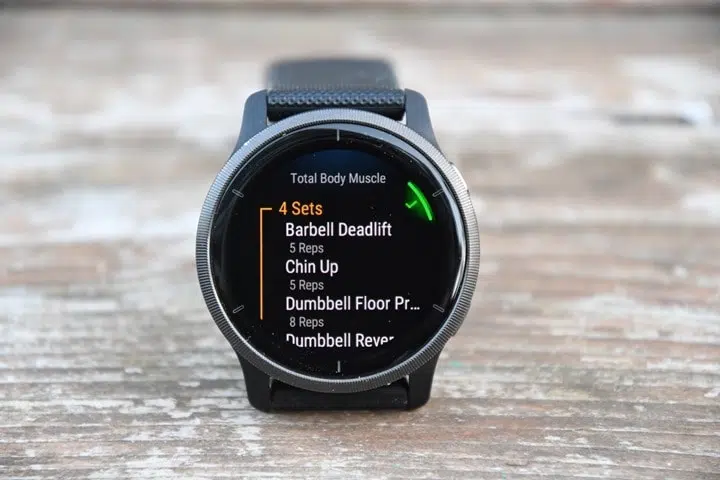 Total Body Muscle
4 Sets
Barbell Deadlift
5 Reps
Chin Up
5 Reps
Dumbbell Floor Pr...
8 Reps
Dumbbell Rever